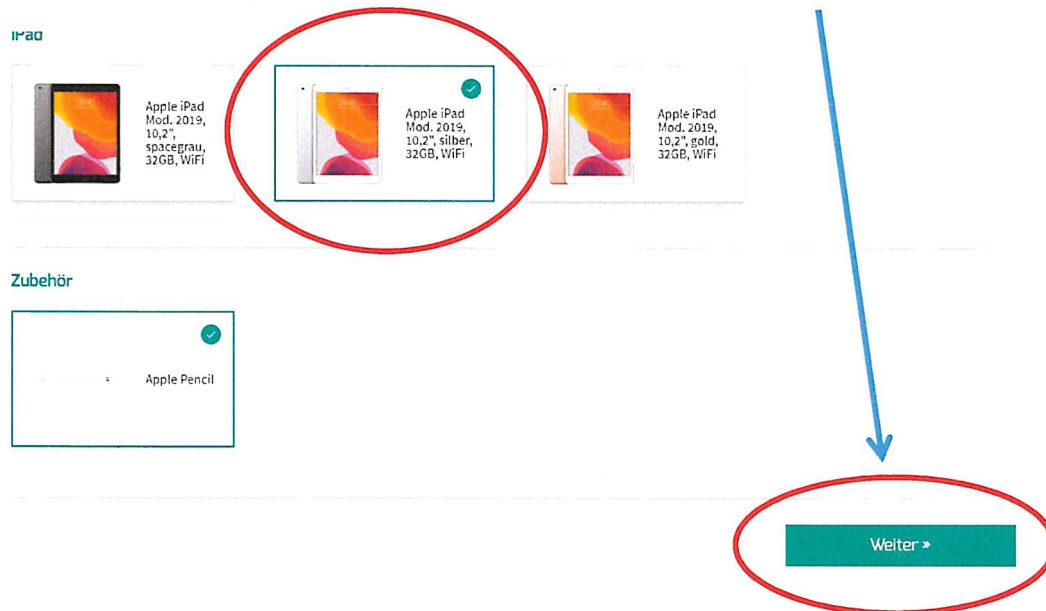 iPad
Apple iPad
Mod. 2019,
10,2",
spacegrau,
32GB, WiFi
Apple iPad
Mod. 2019,
10,2", silber,
32GB, WiFi
Apple iPad
Mod. 2019,
10,2", gold,
32GB, WiFi
Zubehör
Apple Pencil
Weiter »